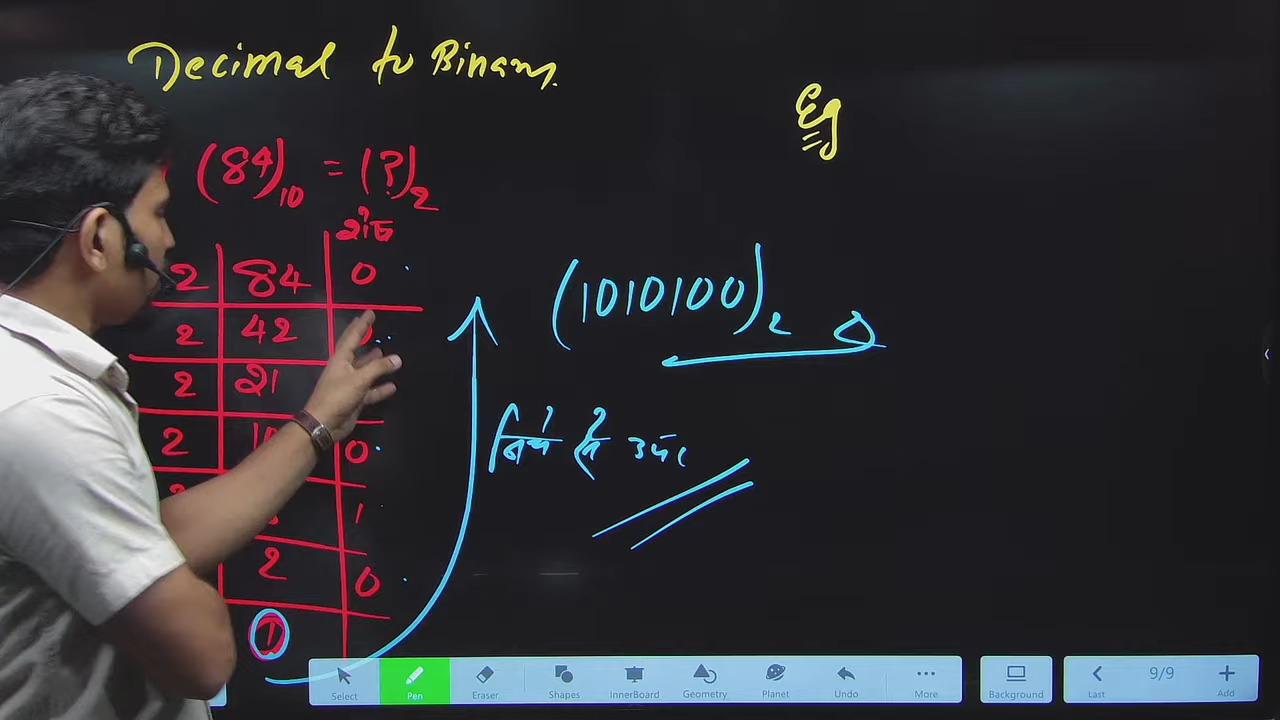 Decimal to Binary.
Eg
(84)₁₀ = (?)₂
शेष
2 84 0
2 42
2 21
2 10 0
1
2 0
1
(1010100)₂
से
Select Pen Eraser Shapes InnerBoard Geometry Planet Undo More Background Last 9/9 Add